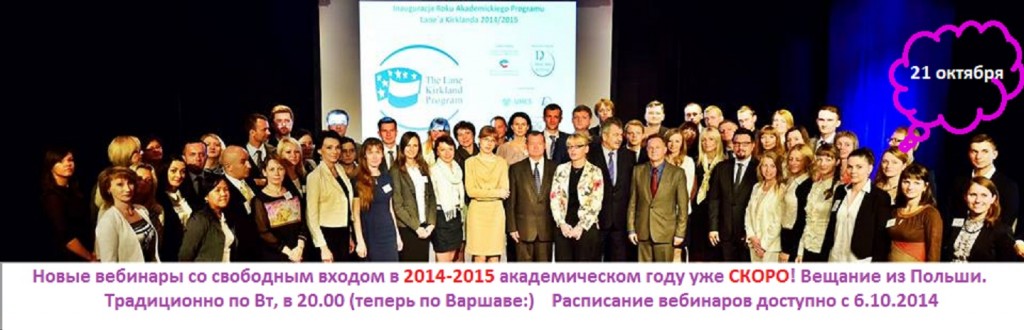 Inauguracja Roku Akademickiego Programu
Lane'a Kirklanda 2014/2015
The Lane
Kirkland
Program
21 октября
Новые вебинары со свободным входом в 2014-2015 академическом году уже СКОРО! Вещание из Польши.
Традиционно по Вт, в 20.00 (теперь по Варшаве:) Расписание вебинаров доступно с 6.10.2014